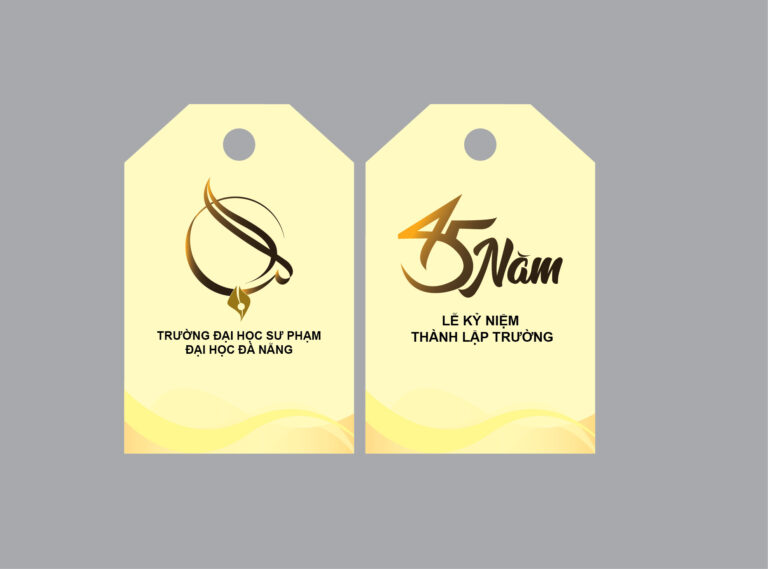 TRƯỜNG ĐẠI HỌC SƯ PHẠM
ĐẠI HỌC ĐÀ NẴNG
45 Năm
LỄ KỶ NIỆM
THÀNH LẬP TRƯỜNG